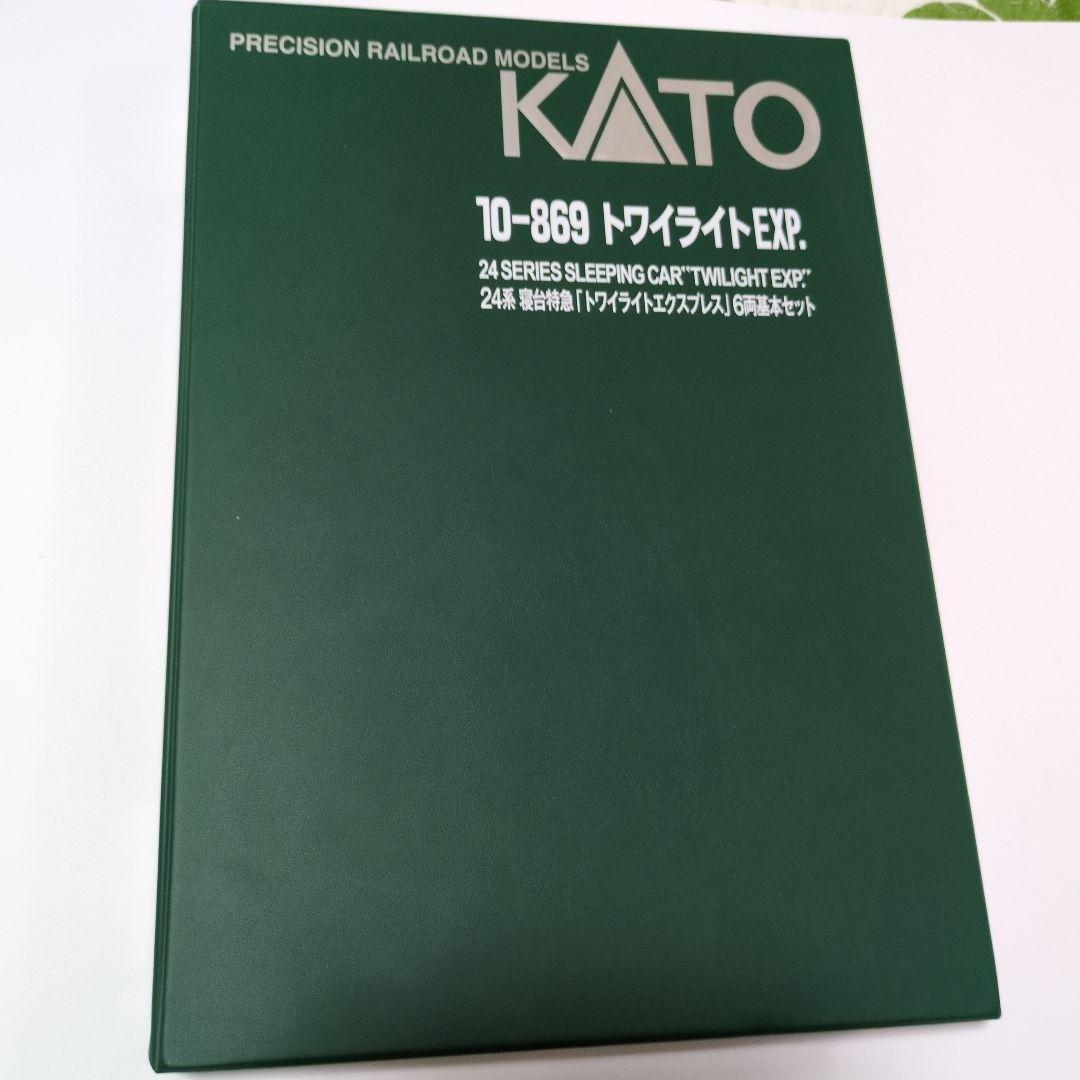 PRECISION RAILROAD MODELS
KATO
10-869 トワイライトEXP.
24 SERIES SLEEPING CAR"TWILIGHT EXP."
24系 寝台特急「トワイライトエクスプレス」6両基本セット